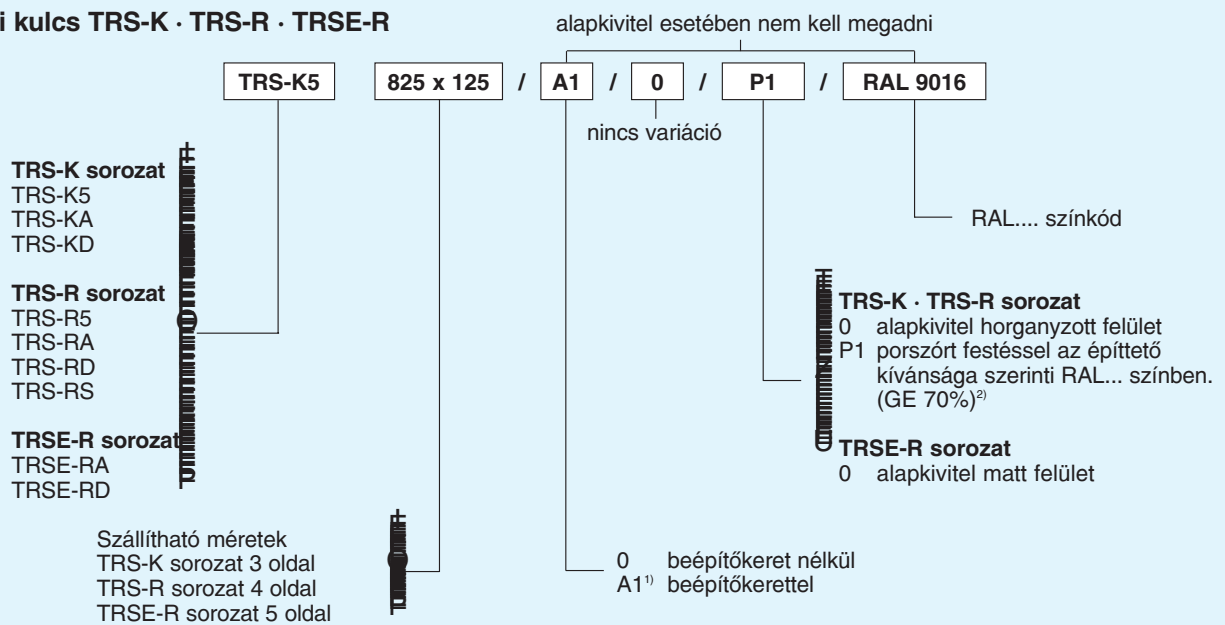 i kulcs TRS-K · TRS-R · TRSE-R
alapkivitel esetében nem kell megadni
TRS-K5 825 x 125 / A1 / 0 / P1 / RAL 9016
nincs variáció
TRS-K sorozat
TRS-K5
TRS-KA
TRS-KD
TRS-R sorozat
TRS-R5
TRS-RA
TRS-RD
TRS-RS
TRSE-R sorozat
TRSE-RA
TRSE-RD
RAL.... színkód
TRS-K · TRS-R sorozat
0 alapkivitel horganyzott felület
P1 porszórt festéssel az építtető
kívánsága szerinti RAL... színben.
(GE 70%)²⁾
TRSE-R sorozat
0 alapkivitel matt felület
Szállítható méretek
TRS-K sorozat 3 oldal
TRS-R sorozat 4 oldal
TRSE-R sorozat 5 oldal
0 beépítőkeret nélkül
A1¹⁾ beépítőkerettel